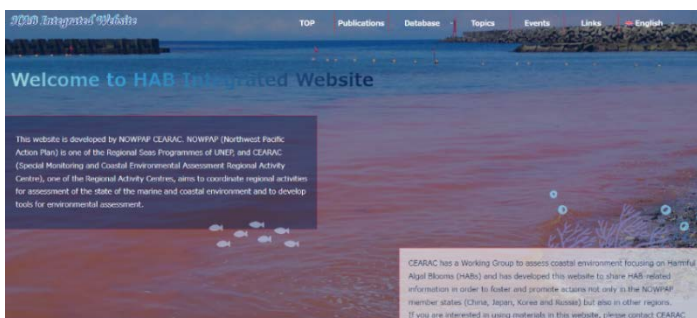 HAB Integrated Website
TOP Publications Database Topics Events Links English
Welcome to HAB Integrated Website
This website is developed by NOWPAP CEARAC. NOWPAP (Northwest Pacific
Action Plan) is one of the Regional Seas Programmes of UNEP, and CEARAC
(Special Monitoring and Coastal Environmental Assessment Regional Activity
Centre), one of the Regional Activity Centres, aims to coordinate regional activities
for assessment of the state of the marine and coastal environment and to develop
tools for environmental assessment.
CEARAC has a Working Group to assess coastal environment focusing on Harmful
Algal Blooms (HABs) and has developed this website to share HAB-related
information in order to foster and promote actions not only in the NOWPAP
member states (China, Japan, Korea and Russia) but also in other regions.
If you are interested in using materials in this website, please contact CEARAC